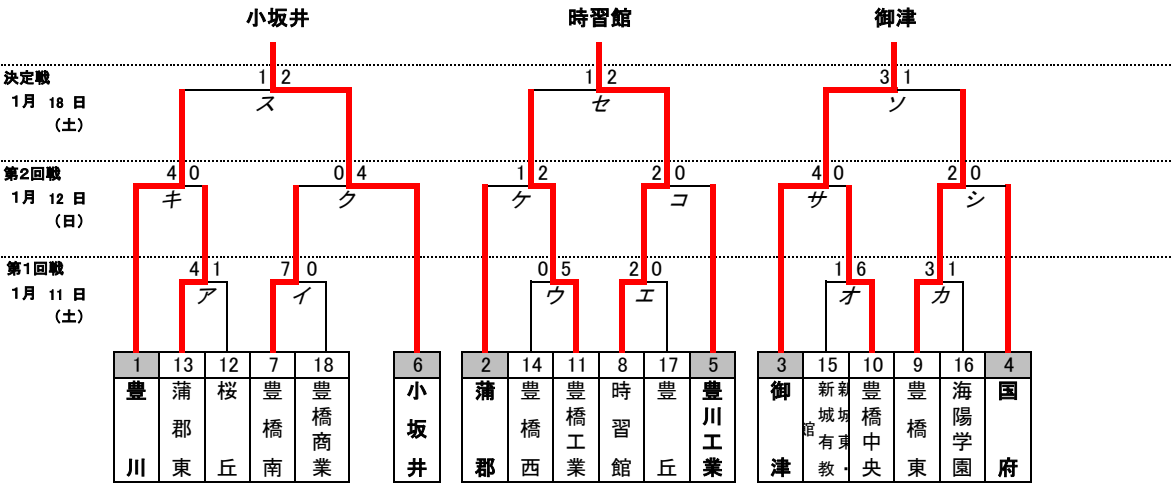 小坂井 時習館 御津
決定戦 1 2 1 2 3 1
1月 18 日 ス セ ソ
(土)
第2回戦 4 0 0 4 1 2 2 0 4 0 2 0
1月 12 日 キ ク ケ コ サ シ
(日)
第1回戦 4 1 7 0 0 5 2 0 1 6 3 1
1月 11 日 ア イ ウ エ オ カ
(土)
1 13 12 7 18 6 2 14 11 8 17 5 3 15 10 9 16 4
豊川
蒲郡東
桜丘
豊橋南
豊橋商業
小坂井
蒲郡
豊橋西
豊橋工業
時習館
豊丘
豊川工業
御津
新城東・
新城有教
館
豊橋中央
豊橋東
海陽学園
国府